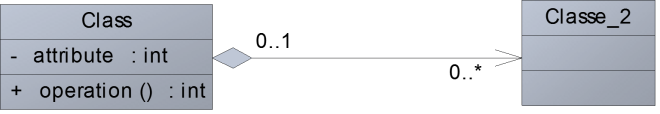 Class
- attribute : int
+ operation () : int
0..1
0..*
Classe_2